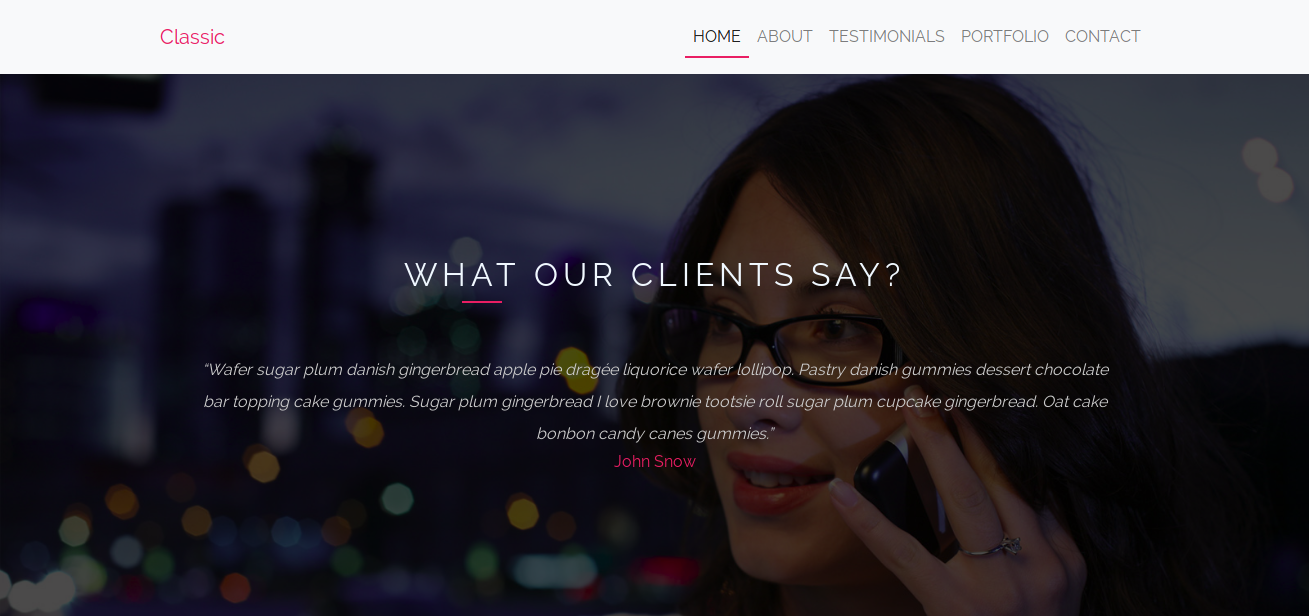 Classic
HOME ABOUT TESTIMONIALS PORTFOLIO CONTACT
WHAT OUR CLIENTS SAY?
“Wafer sugar plum danish gingerbread apple pie dragée liquorice wafer lollipop. Pastry danish gummies dessert chocolate
bar topping cake gummies. Sugar plum gingerbread I love brownie tootsie roll sugar plum cupcake gingerbread. Oat cake
bonbon candy canes gummies.”
John Snow